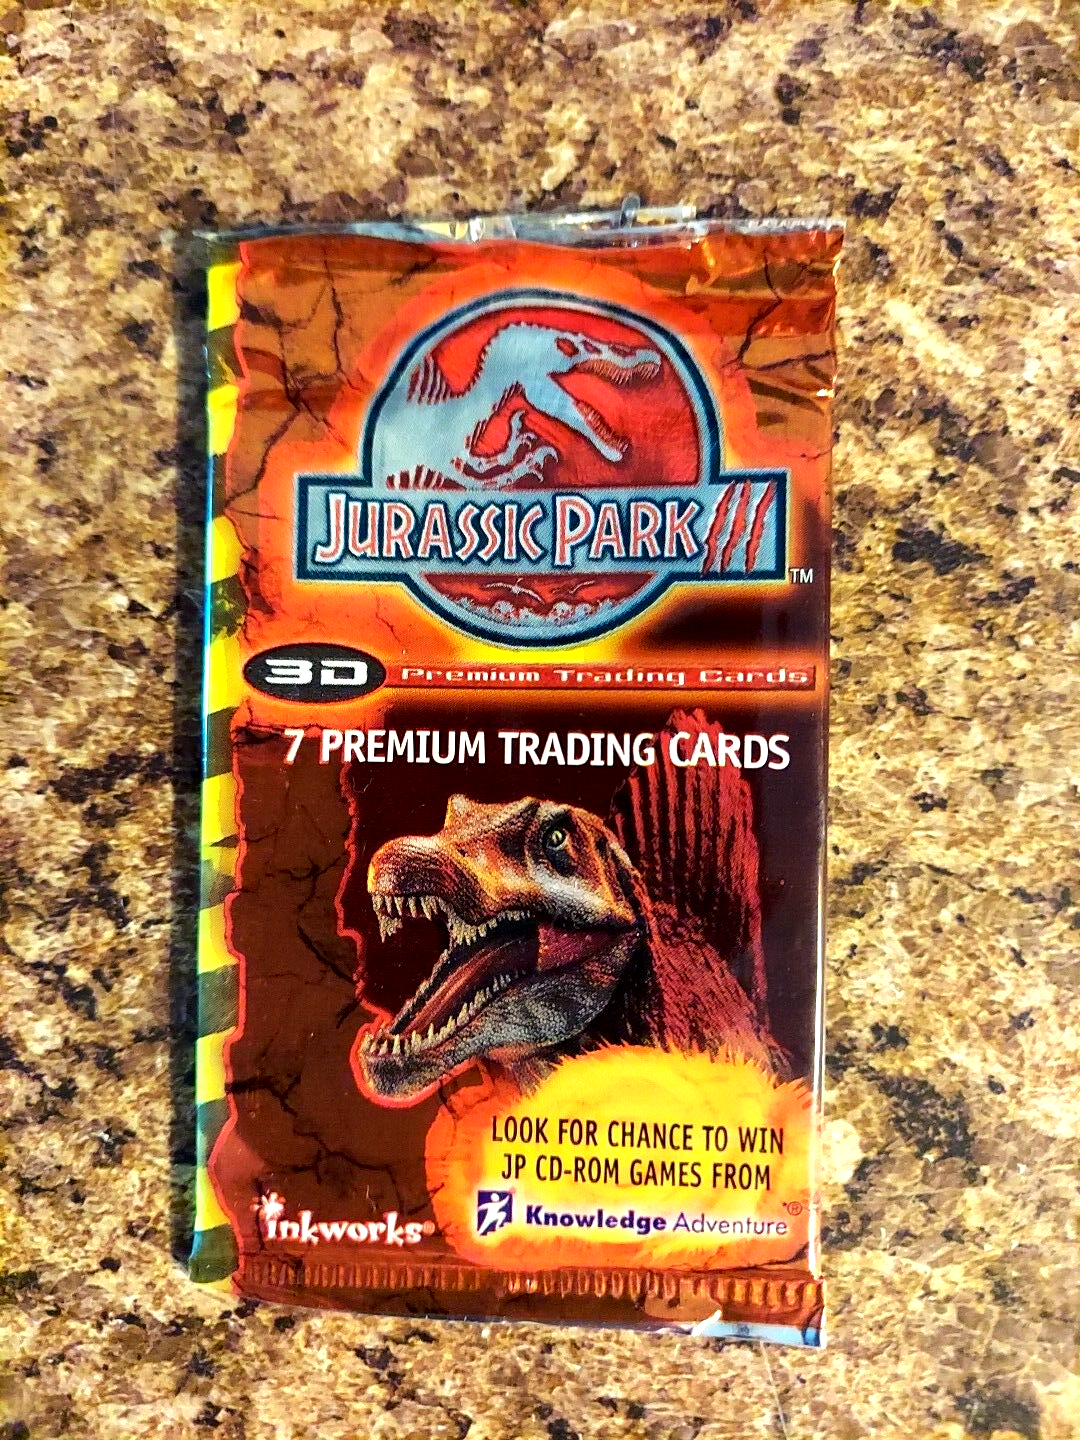 JURASSIC PARK III
TM
3D Premium Trading Cards
7 PREMIUM TRADING CARDS
LOOK FOR CHANCE TO WIN
JP CD-ROM GAMES FROM
Knowledge Adventure®
inkworks®